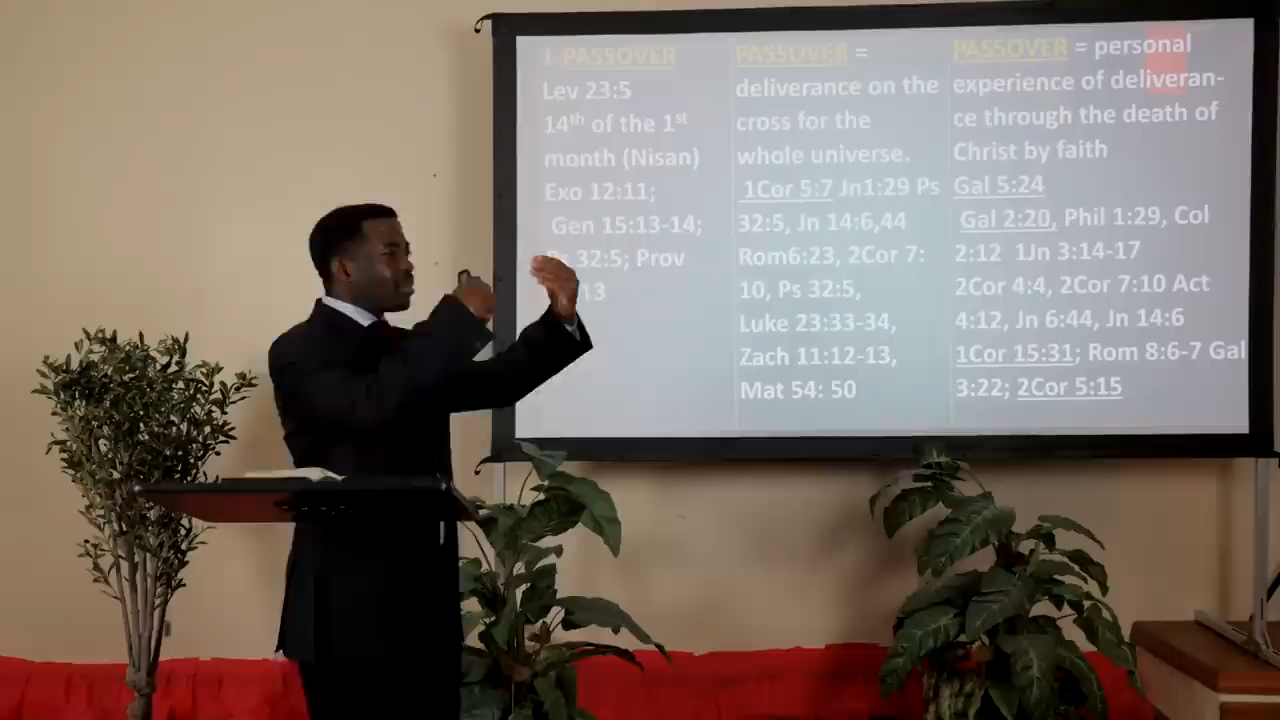 1 PASSOVER
Lev 23:5
14th of the 1st
month (Nisan)
Exo 12:11;
Gen 15:13-14;
32:5; Prov
13
PASSOVER =
deliverance on the
cross for the
whole universe.
1Cor 5:7 Jn1:29 Ps
32:5, Jn 14:6,44
Rom6:23, 2Cor 7:
10, Ps 32:5,
Luke 23:33-34,
Zach 11:12-13,
Mat 54: 50
PASSOVER = personal
experience of deliveran-
ce through the death of
Christ by faith
Gal 5:24
Gal 2:20, Phil 1:29, Col
2:12 1Jn 3:14-17
2Cor 4:4, 2Cor 7:10 Act
4:12, Jn 6:44, Jn 14:6
1Cor 15:31; Rom 8:6-7 Gal
3:22; 2Cor 5:15